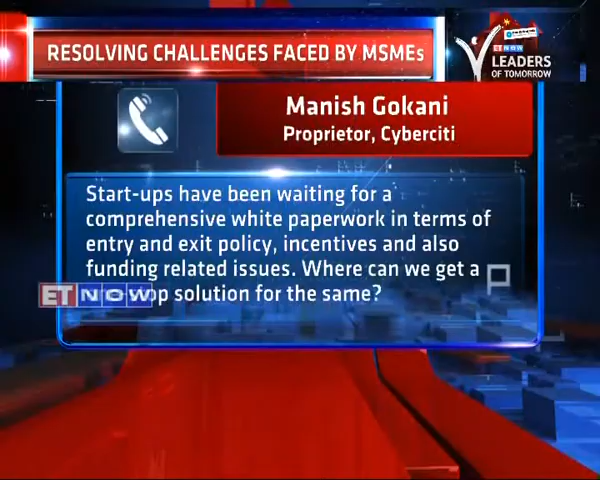 RESOLVING CHALLENGES FACED BY MSMEs
ET NOW
LEADERS
OF TOMORROW
Manish Gokani
Proprietor, Cyberciti
Start-ups have been waiting for a
comprehensive white paperwork in terms of
entry and exit policy, incentives and also
funding related issues. Where can we get a
solution for the same?
ET NOW